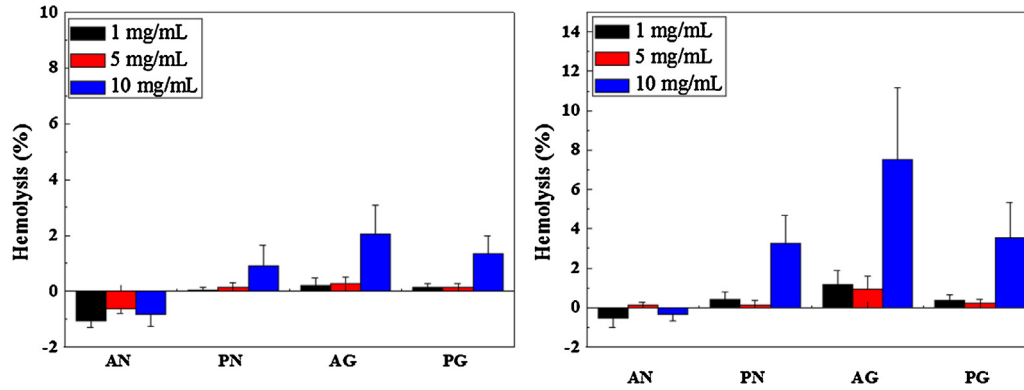 10
8
6
4
2
0
-2
Hemolysis (%)
1 mg/mL
5 mg/mL
10 mg/mL
AN PN AG PG
14
12
10
8
6
4
2
0
-2
Hemolysis (%)
1 mg/mL
5 mg/mL
10 mg/mL
AN PN AG PG